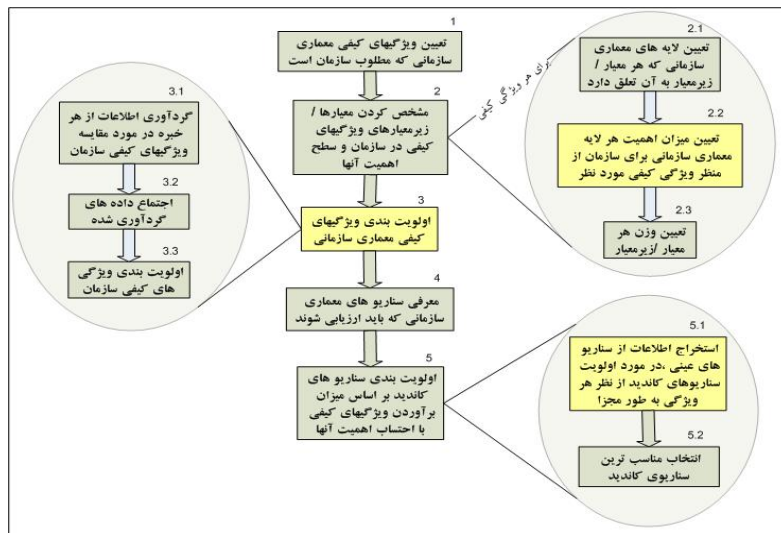 1
تعیین ویژگیهای کیفی معماری
سازمانی که مطلوب سازمان است
2
مشخص کردن معیارها /
زیرمعیارهای ویژگیهای
کیفی در سازمان و سطح
اهمیت آنها
3
اولویت بندی ویژگیهای
کیفی معماری سازمانی
4
معرفی سناریو های معماری
سازمانی که باید ارزیابی شوند
5
اولویت بندی سناریو های
کاندید بر اساس میزان
برآوردن ویژگیهای کیفی
با احتساب اهمیت آنها
برای هر ویژگی کیفی
2.1
تعیین لایه های معماری
سازمانی که هر معیار /
زیرمعیار به آن تعلق دارد
2.2
تعیین میزان اهمیت هر لایه
معماری سازمانی برای سازمان از
منظر ویژگی کیفی مورد نظر
2.3
تعیین وزن هر
معیار /زیرمعیار
3.1
گردآوری اطلاعات از هر
خبره در مورد مقایسه
ویژگیهای کیفی سازمان
3.2
اجتماع داده های
گردآوری شده
3.3
اولویت بندی ویژگی
های کیفی سازمان
5.1
استخراج اطلاعات از سناریو
های عینی ،در مورد اولویت
سناریوهای کاندید از نظر هر
ویژگی به طور مجزا
5.2
انتخاب مناسب ترین
سناریوی کاندید